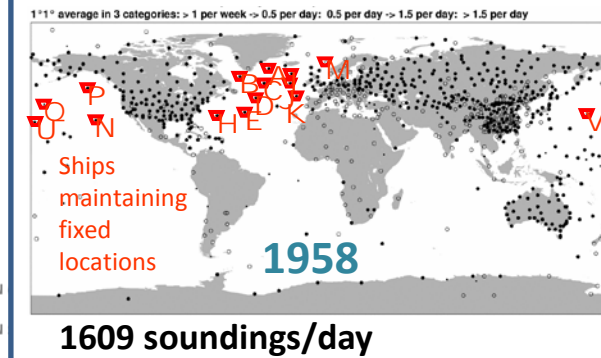 1°1° average in 3 categories: > 1 per week -> 0.5 per day: 0.5 per day -> 1.5 per day: > 1.5 per day
A M
B C J
P D K
Q H E V
U N
Ships
maintaining
fixed
locations
1958
1609 soundings/day